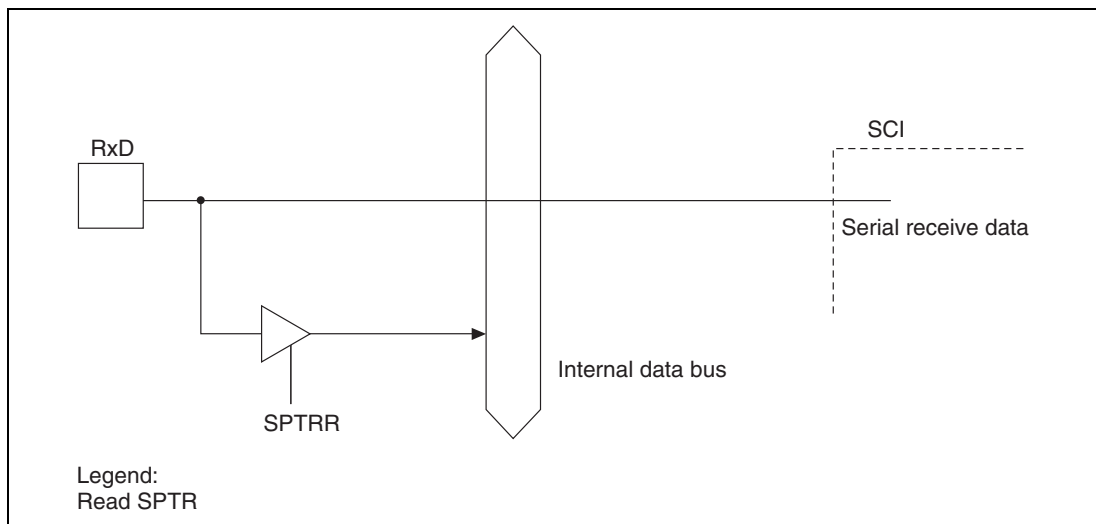 SCI
RxD
Serial receive data
Internal data bus
SPTRR
Legend:
Read SPTR